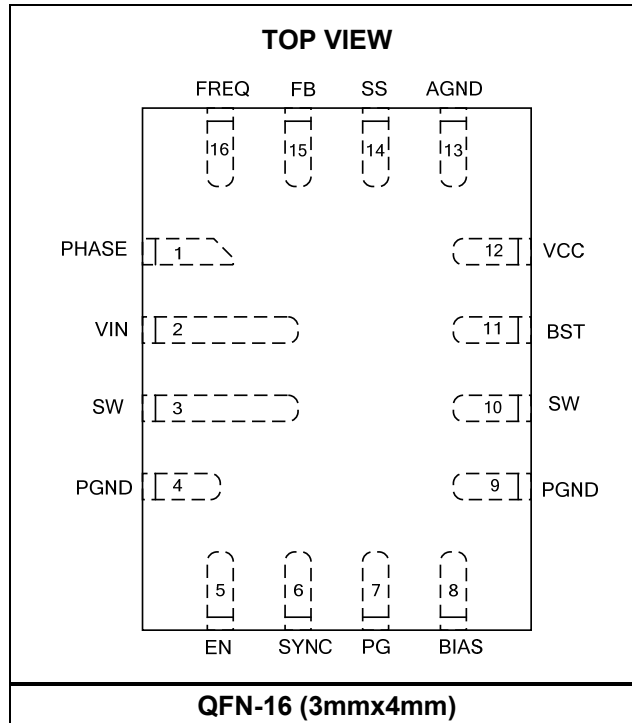 TOP VIEW
FREQ FB SS AGND
16 15 14 13
PHASE 1 12 VCC
VIN 2 11 BST
SW 3 10 SW
PGND 4 9 PGND
5 6 7 8
EN SYNC PG BIAS
QFN-16 (3mmx4mm)